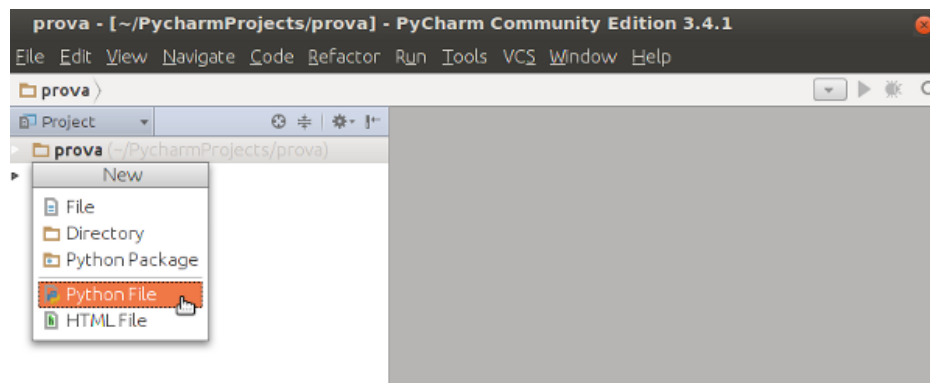 prova - [~/PycharmProjects/prova] - PyCharm Community Edition 3.4.1
File Edit View Navigate Code Refactor Run Tools VCS Window Help
prova
Project
prova (~/PycharmProjects/prova)
New
File
Directory
Python Package
Python File
HTML File